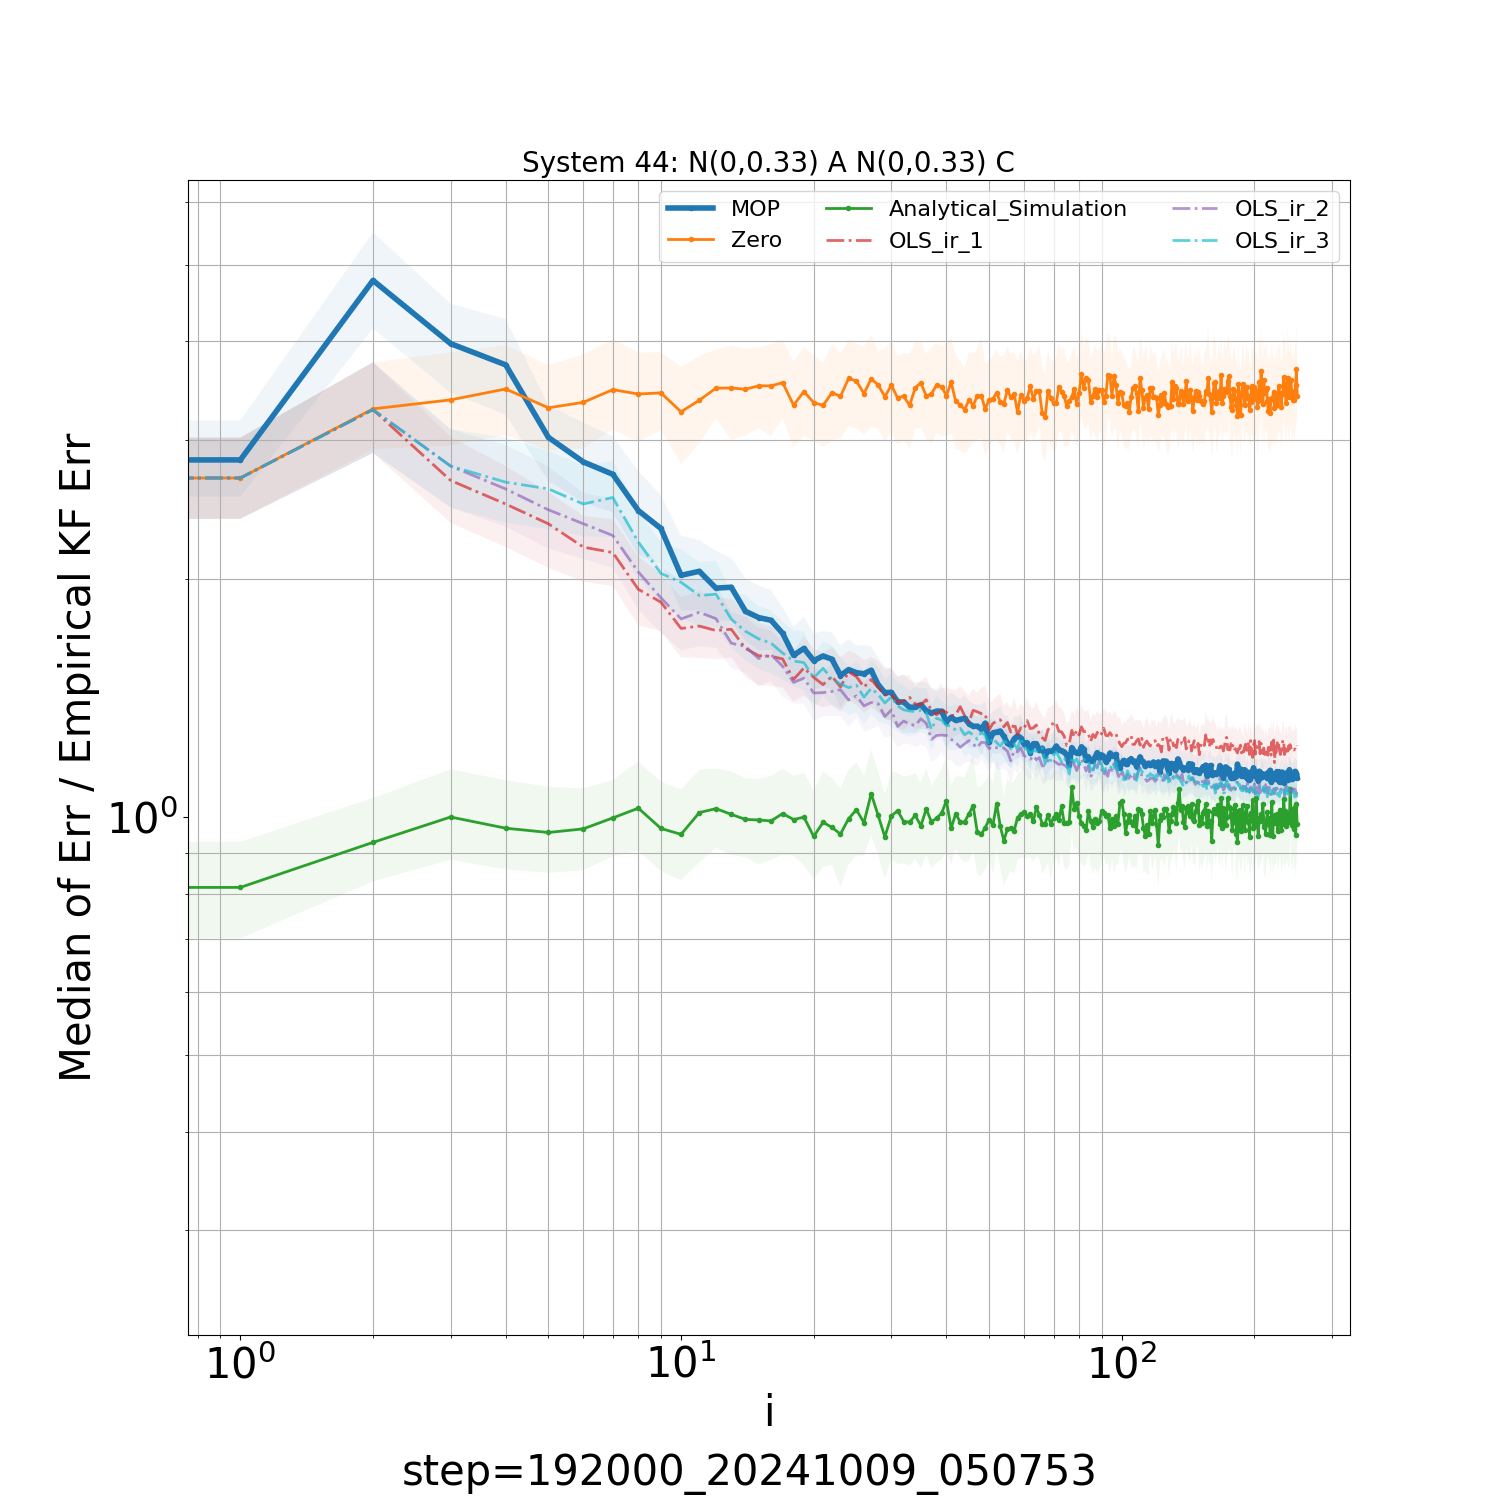 System 44: N(0,0.33) A N(0,0.33) C
MOP
Zero
Analytical_Simulation
OLS_ir_1
OLS_ir_2
OLS_ir_3
Median of Err / Empirical KF Err
10⁰
10⁰
10¹
10²
i
step=192000_20241009_050753